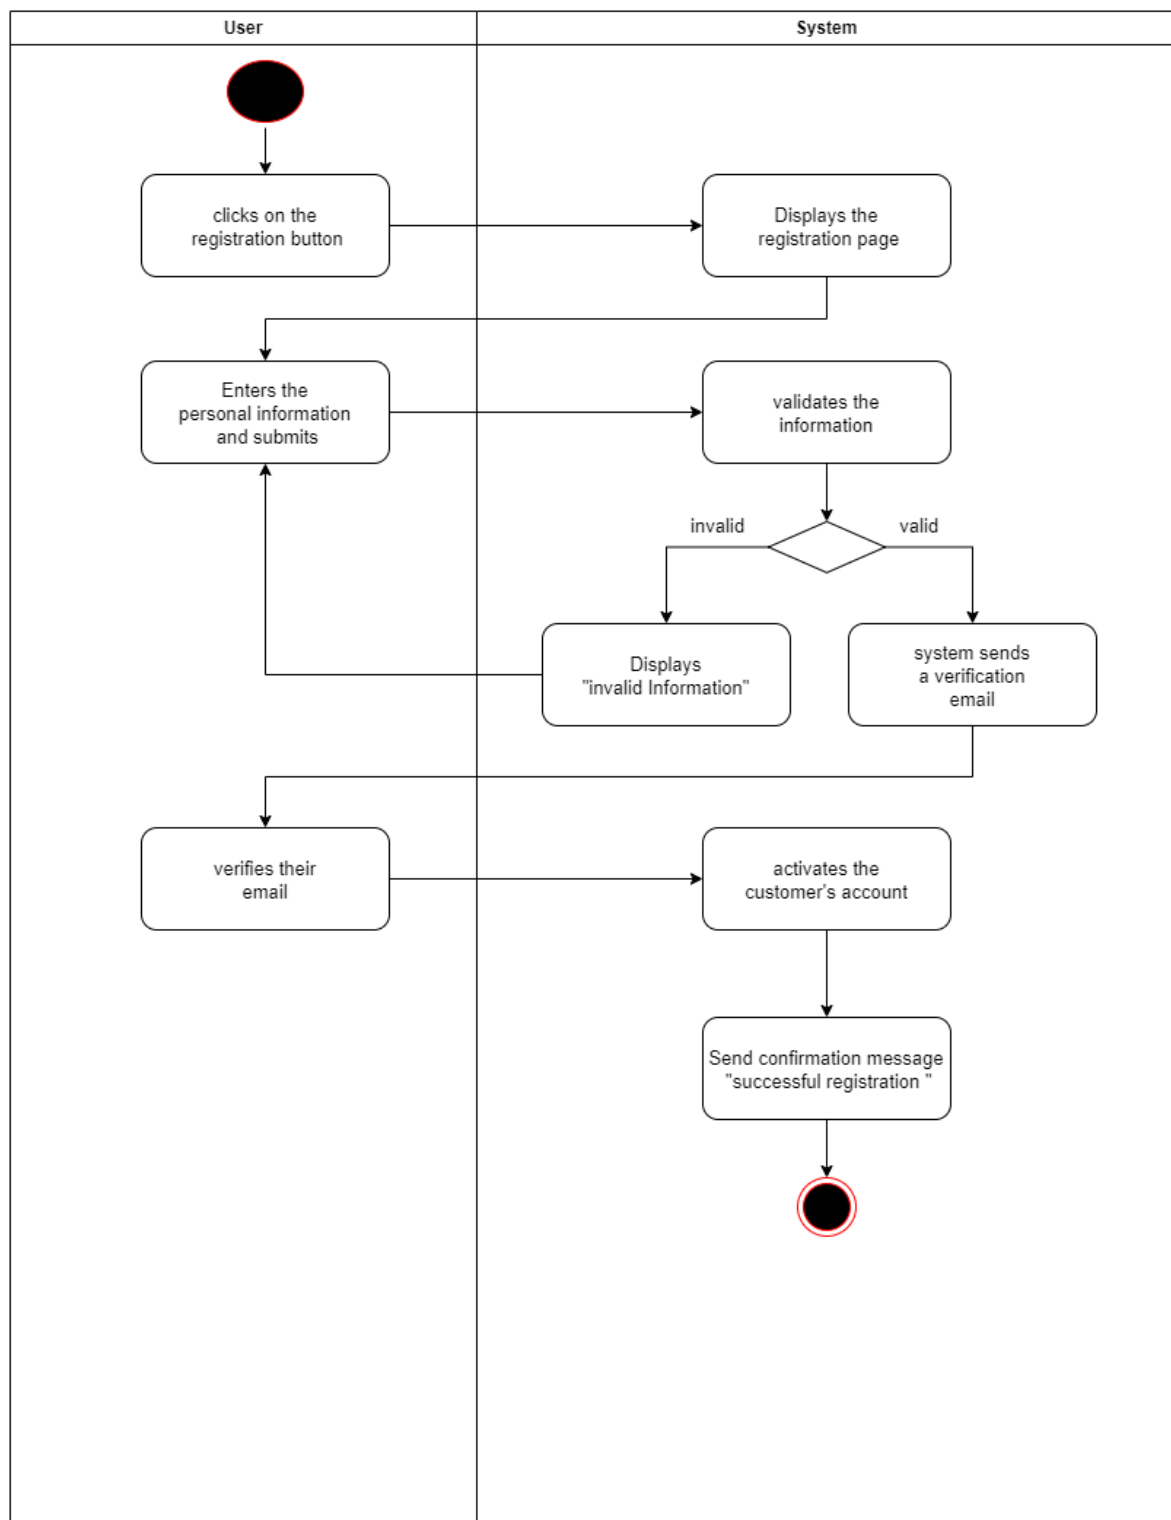 User
System
clicks on the
registration button
Displays the
registration page
Enters the
personal information
and submits
validates the
information
invalid
valid
Displays
"invalid Information"
system sends
a verification
email
verifies their
email
activates the
customer's account
Send confirmation message
"successful registration "